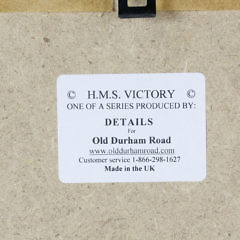 © H.M.S. VICTORY ©
ONE OF A SERIES PRODUCED BY:
DETAILS
For
Old Durham Road
www.olddurhamroad.com
Customer service 1-866-298-1627
Made in the UK